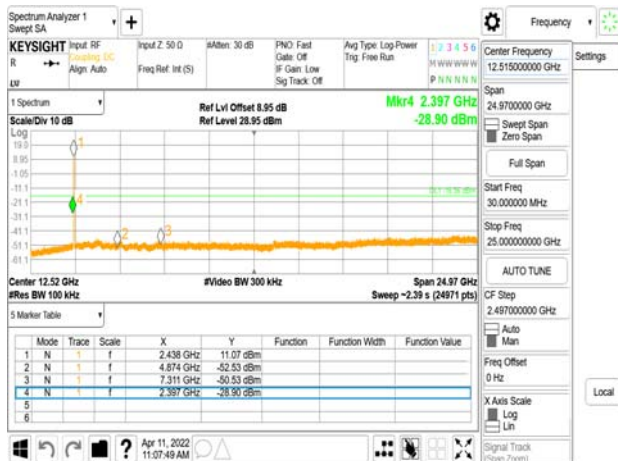 Spectrum Analyzer 1
Swept SA
+
Frequency
KEYSIGHT
Input: RF
Coupling: DC
Align: Auto
Input Z: 50 Ω
Freq Ref: Int (S)
#Atten: 30 dB
PNO: Fast
Gate: Off
IF Gain: Low
Sig Track: Off
Avg Type: Log-Power
Trig: Free Run
1 2 3 4 5 6
M W W W W W
P N N N N N
R
LXI
Settings
1 Spectrum
Scale/Div 10 dB
Ref Lvl Offset 8.95 dB
Ref Level 28.95 dBm
Mkr4 2.397 GHz
-28.90 dBm
Log
19.0
8.95
-1.05
-11.1
-21.1
-31.1
-41.1
-51.1
-61.1
1
4
2
3
Center 12.52 GHz
#Res BW 100 kHz
#Video BW 300 kHz
Span 24.97 GHz
Sweep ~2.39 s (24971 pts)
5 Marker Table
Mode Trace Scale X Y Function Function Width Function Value
1 N 1 f 2.438 GHz 11.07 dBm
2 N 1 f 4.874 GHz -52.53 dBm
3 N 1 f 7.311 GHz -50.53 dBm
4 N 1 f 2.397 GHz -28.90 dBm
5
6
Apr 11, 2022
11:07:49 AM
?
Center Frequency
12.515000000 GHz
Span
24.9700000 GHz
Swept Span
Zero Span
Full Span
Start Freq
30.000000 MHz
Stop Freq
25.000000000 GHz
AUTO TUNE
CF Step
2.497000000 GHz
Auto
Man
Freq Offset
0 Hz
X Axis Scale
Log
Lin
Signal Track
(Span Zoom)
Local